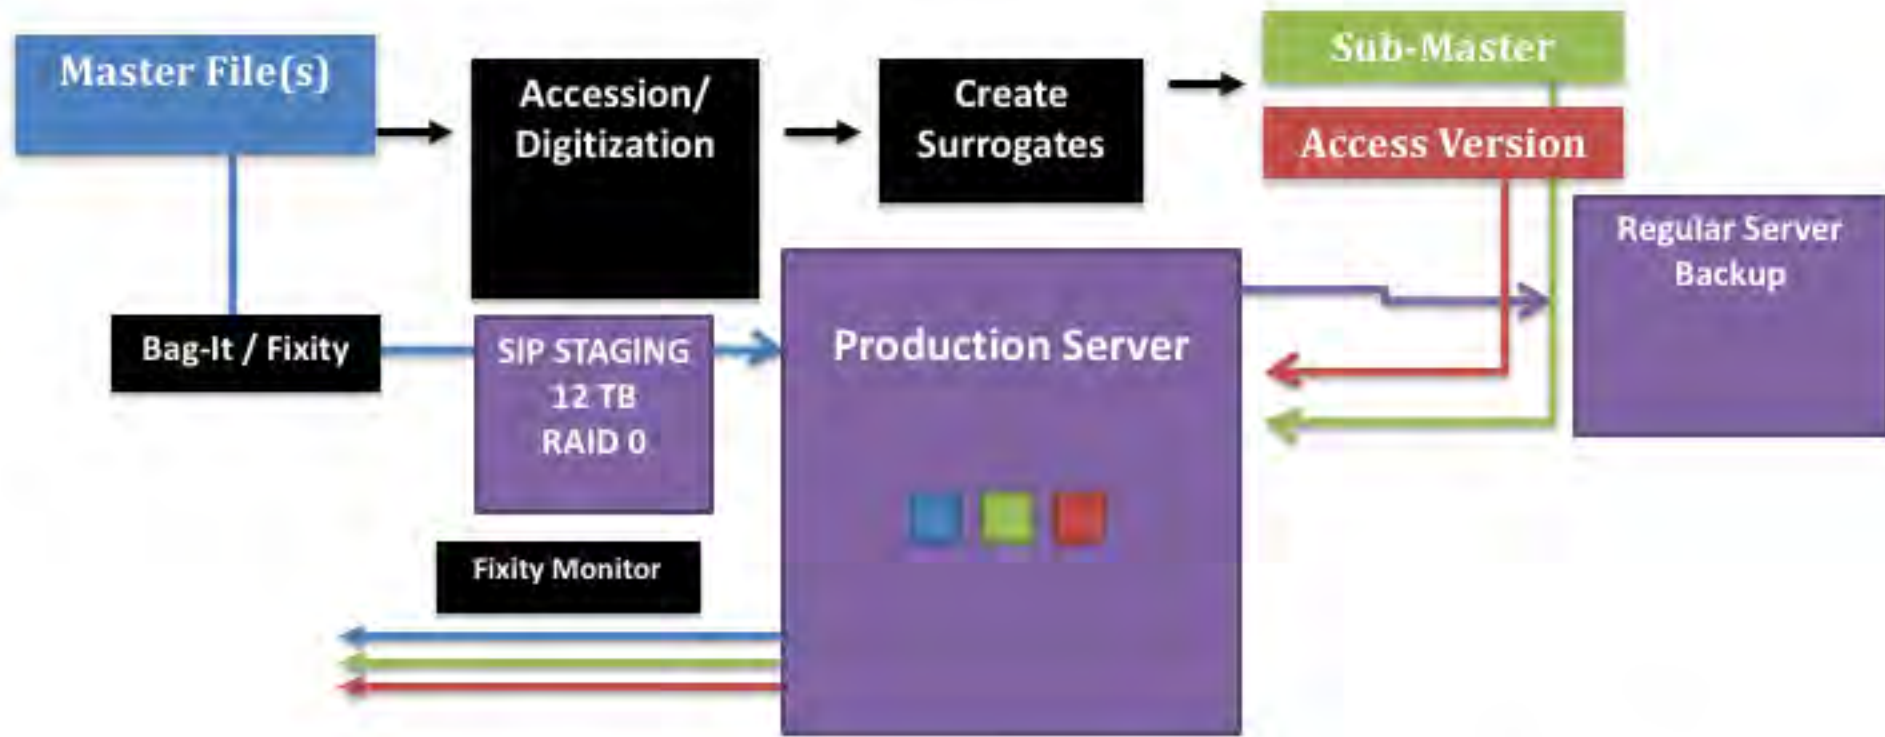 Master File(s)
Accession/
Digitization
Create
Surrogates
Sub-Master
Access Version
Regular Server
Backup
Bag-It / Fixity
SIP STAGING
12 TB
RAID 0
Production Server
Fixity Monitor